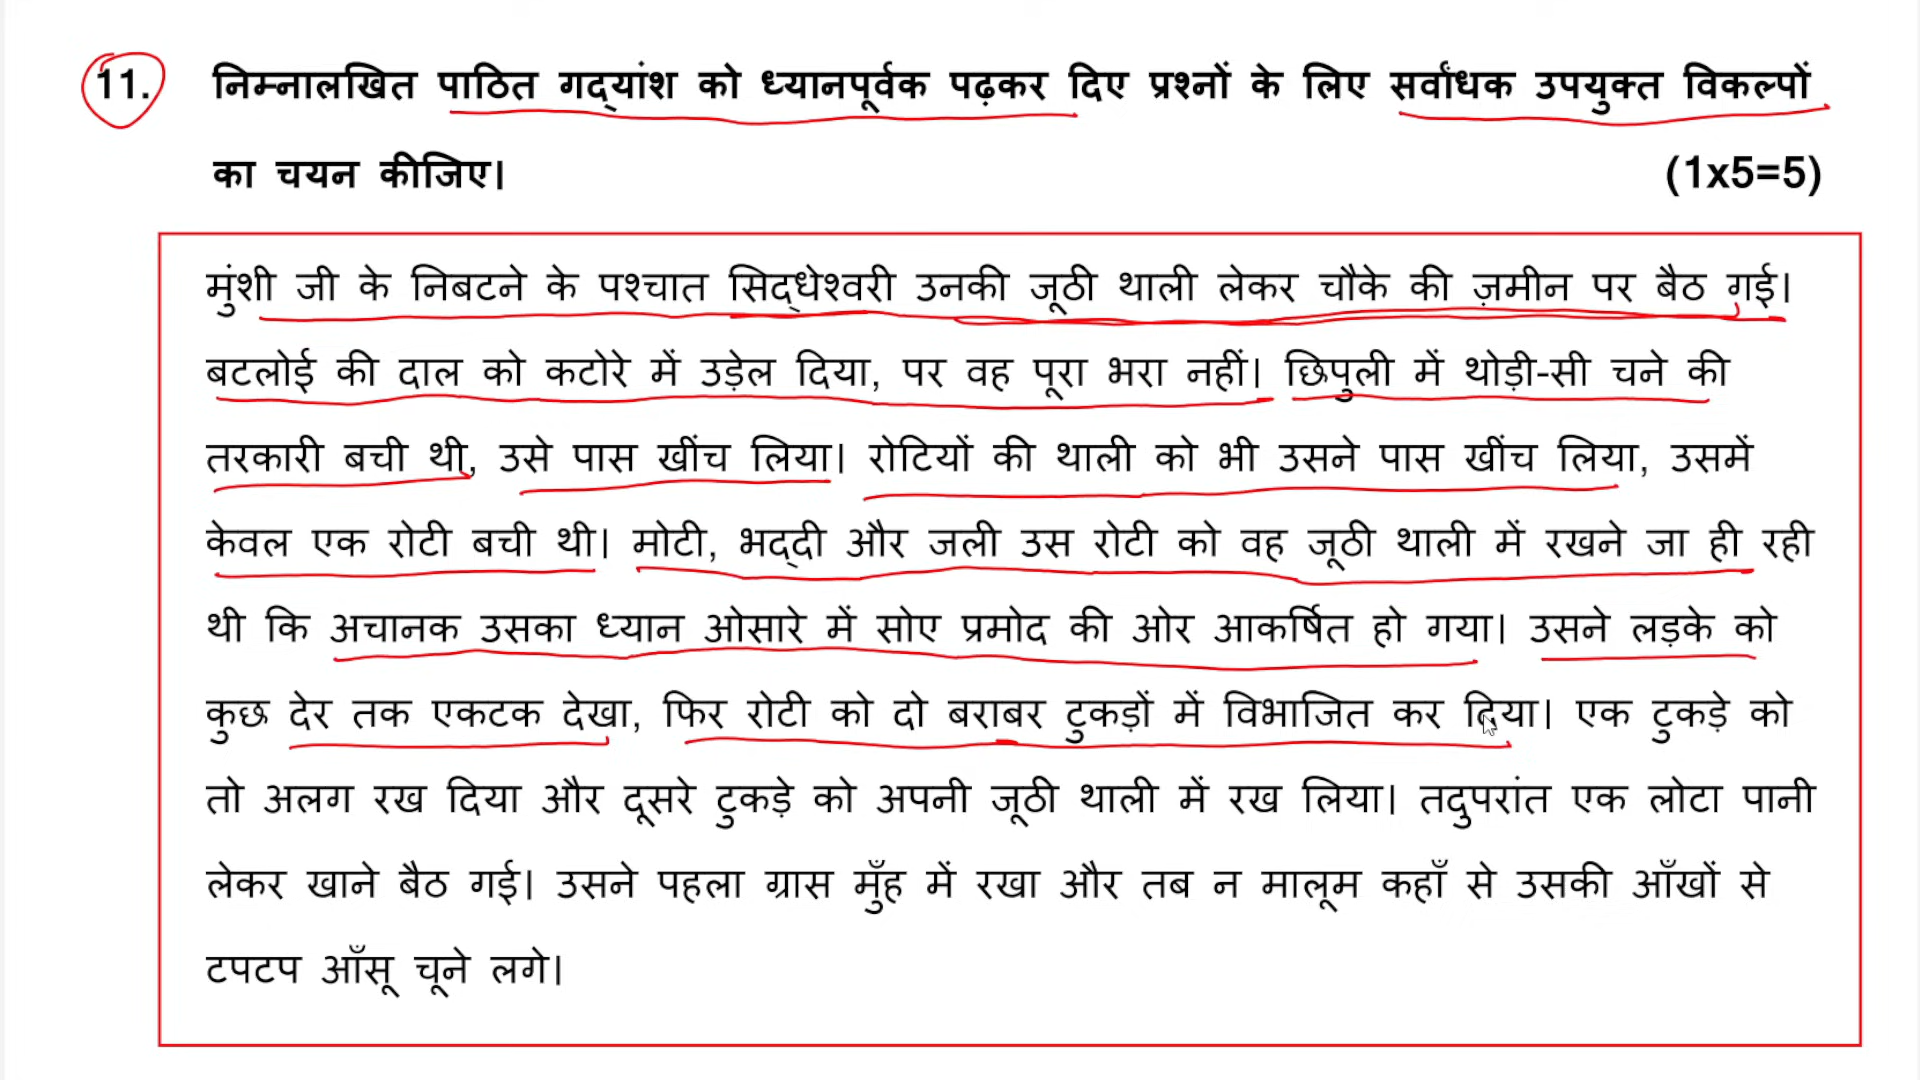 11. निम्नालखित पाठित गद्यांश को ध्यानपूर्वक पढ़कर दिए प्रश्नों के लिए सर्वांधक उपयुक्त विकल्पों
का चयन कीजिए। (1x5=5)
मुंशी जी के निबटने के पश्चात सिद्धेश्वरी उनकी जूठी थाली लेकर चौके की ज़मीन पर बैठ गई।
बटलोई की दाल को कटोरे में उड़ेल दिया, पर वह पूरा भरा नहीं। छिपुली में थोड़ी-सी चने की
तरकारी बची थी, उसे पास खींच लिया। रोटियों की थाली को भी उसने पास खींच लिया, उसमें
केवल एक रोटी बची थी। मोटी, भद्दी और जली उस रोटी को वह जूठी थाली में रखने जा ही रही
थी कि अचानक उसका ध्यान ओसारे में सोए प्रमोद की ओर आकर्षित हो गया। उसने लड़के को
कुछ देर तक एकटक देखा, फिर रोटी को दो बराबर टुकड़ों में विभाजित कर दिया। एक टुकड़े को
तो अलग रख दिया और दूसरे टुकड़े को अपनी जूठी थाली में रख लिया। तदुपरांत एक लोटा पानी
लेकर खाने बैठ गई। उसने पहला ग्रास मुँह में रखा और तब न मालूम कहाँ से उसकी आँखों से
टपटप आँसू चूने लगे।